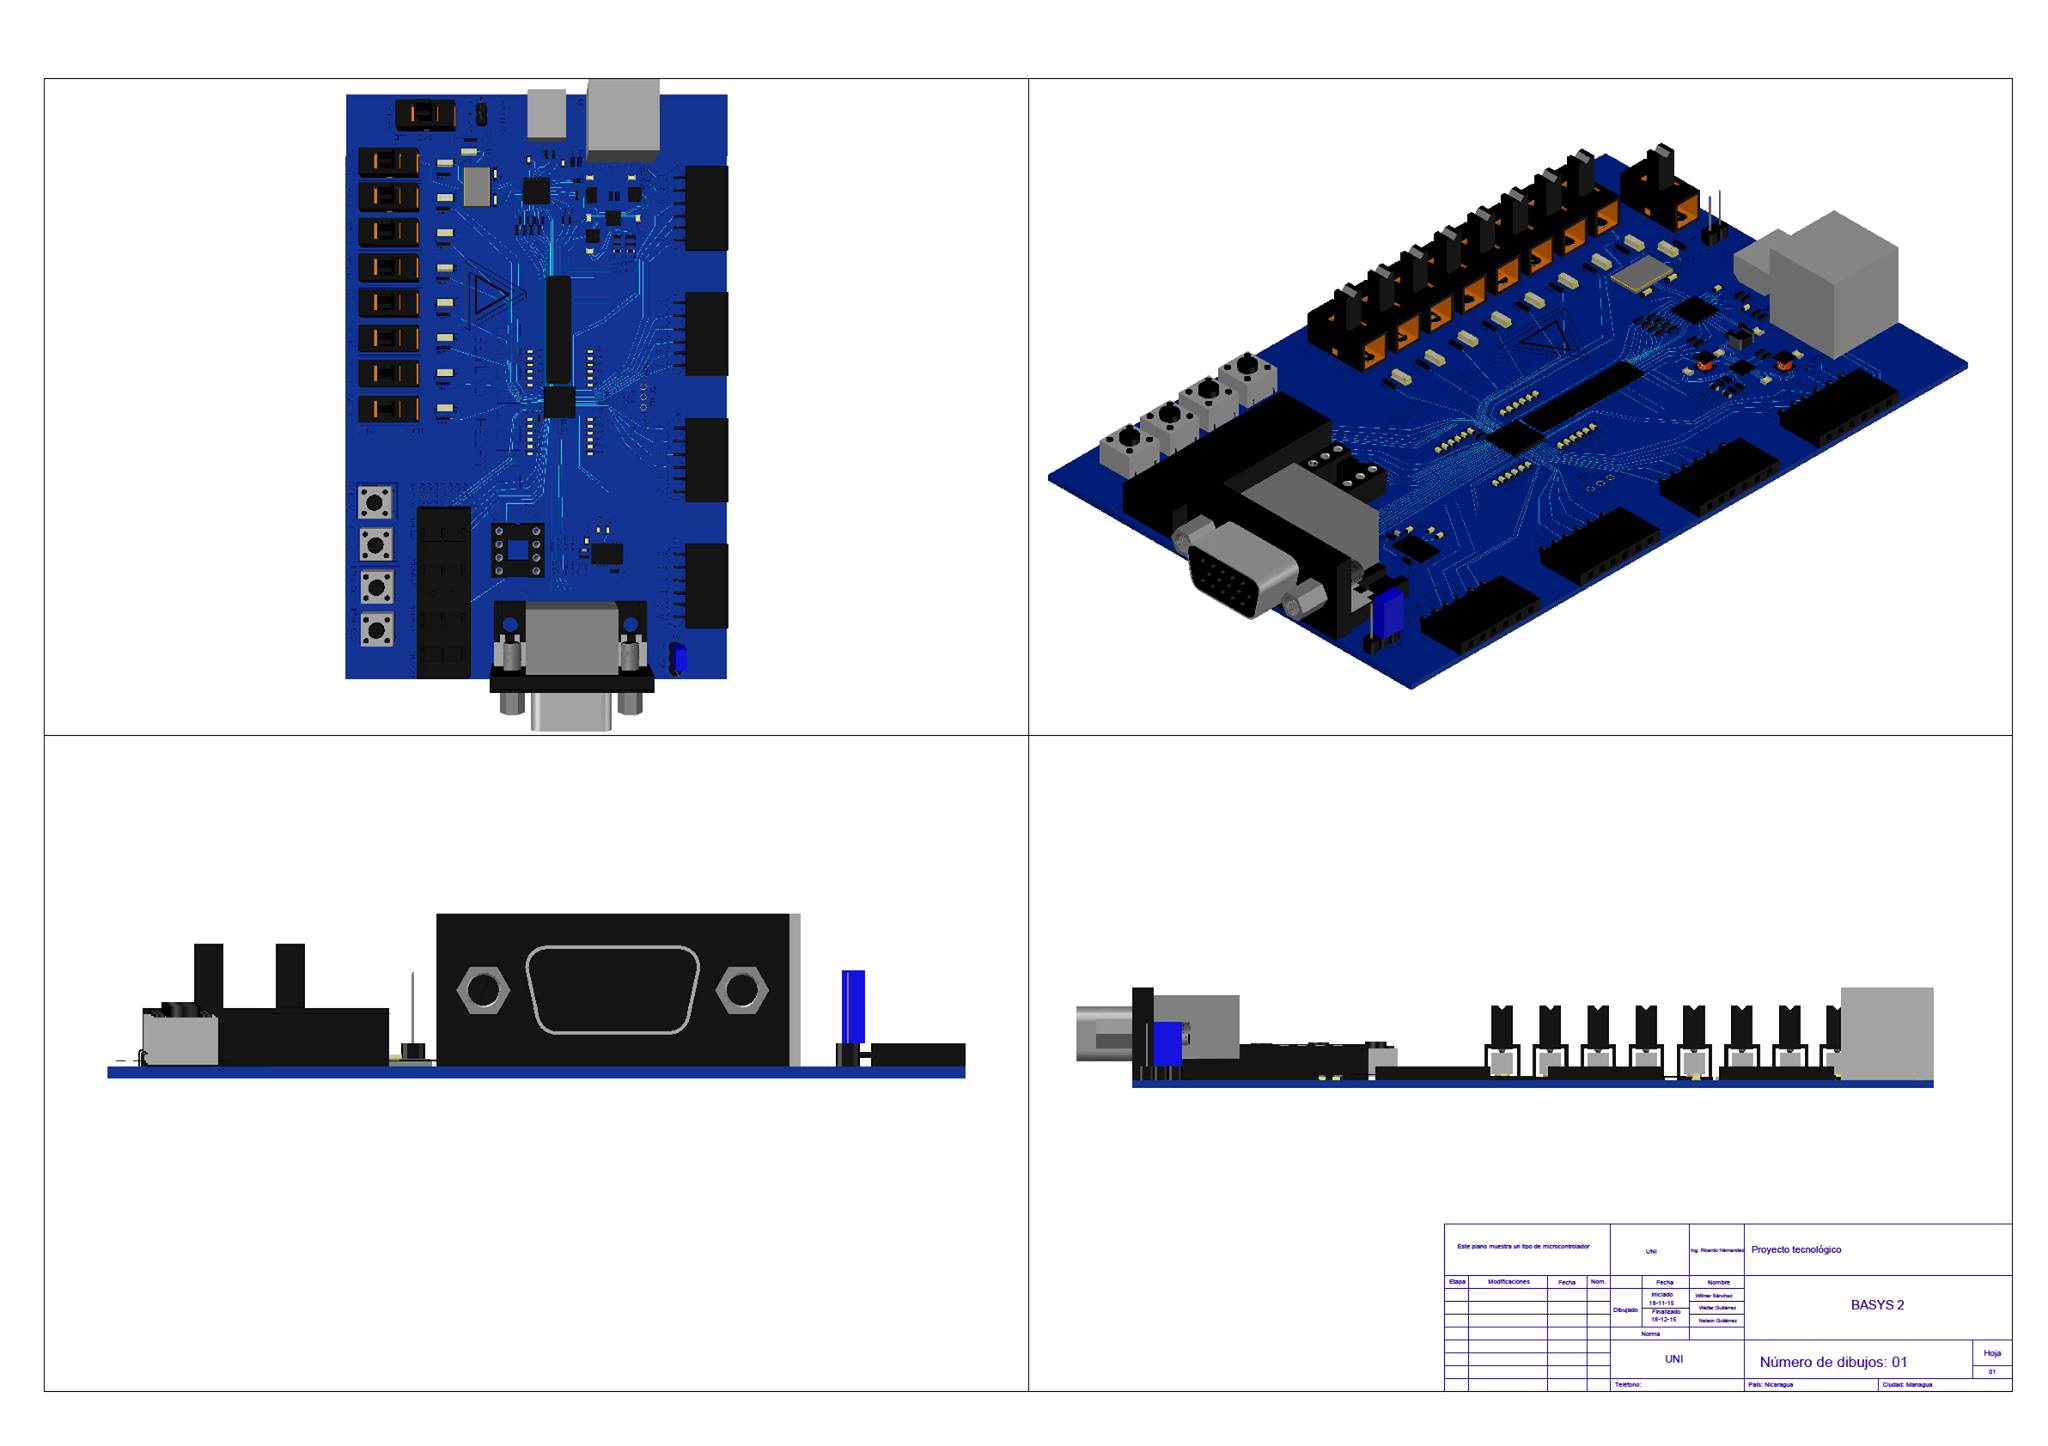 Este plano muestra un tipo de microcontrolador
UNI
Ing. Ricardo Hérnandez
Proyecto tecnológico
Etapa Modificaciones Fecha Nom.
Fecha Nombre
Dibujado
Iniciado
18-11-15
Finalizado
18-12-15
Wilmer Sánchez
Walter Gutiérrez
Nelson Gutiérrez
BASYS 2
Norma
UNI
Número de dibujos: 01
Hoja
01
Teléfono:
País: Nicaragua
Ciudad: Managua